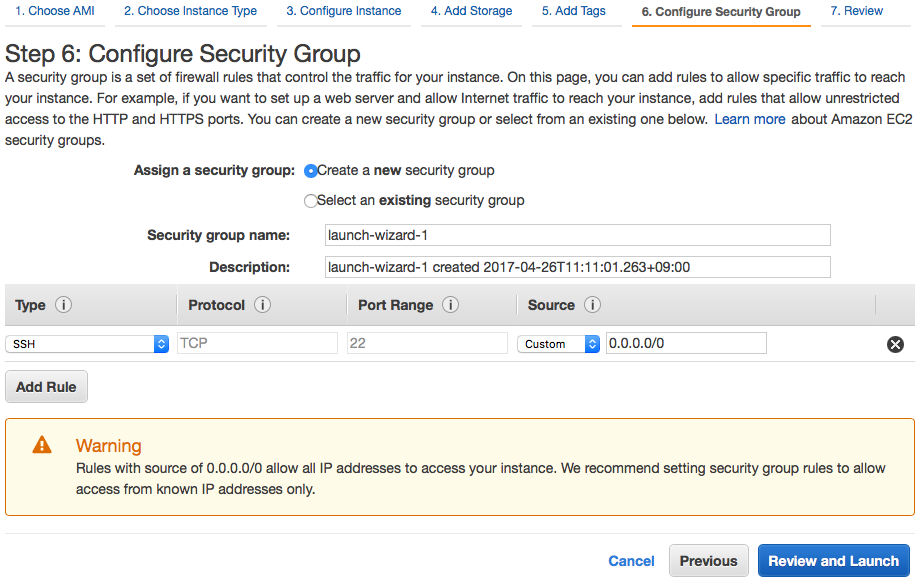 1. Choose AMI 2. Choose Instance Type 3. Configure Instance 4. Add Storage 5. Add Tags 6. Configure Security Group 7. Review
Step 6: Configure Security Group
A security group is a set of firewall rules that control the traffic for your instance. On this page, you can add rules to allow specific traffic to reach
your instance. For example, if you want to set up a web server and allow Internet traffic to reach your instance, add rules that allow unrestricted
access to the HTTP and HTTPS ports. You can create a new security group or select from an existing one below. Learn more about Amazon EC2
security groups.
Assign a security group: Create a new security group
Select an existing security group
Security group name: launch-wizard-1
Description: launch-wizard-1 created 2017-04-26T11:11:01.263+09:00
Type i Protocol i Port Range i Source i
SSH TCP 22 Custom 0.0.0.0/0
Add Rule
Warning
Rules with source of 0.0.0.0/0 allow all IP addresses to access your instance. We recommend setting security group rules to allow
access from known IP addresses only.
Cancel Previous Review and Launch